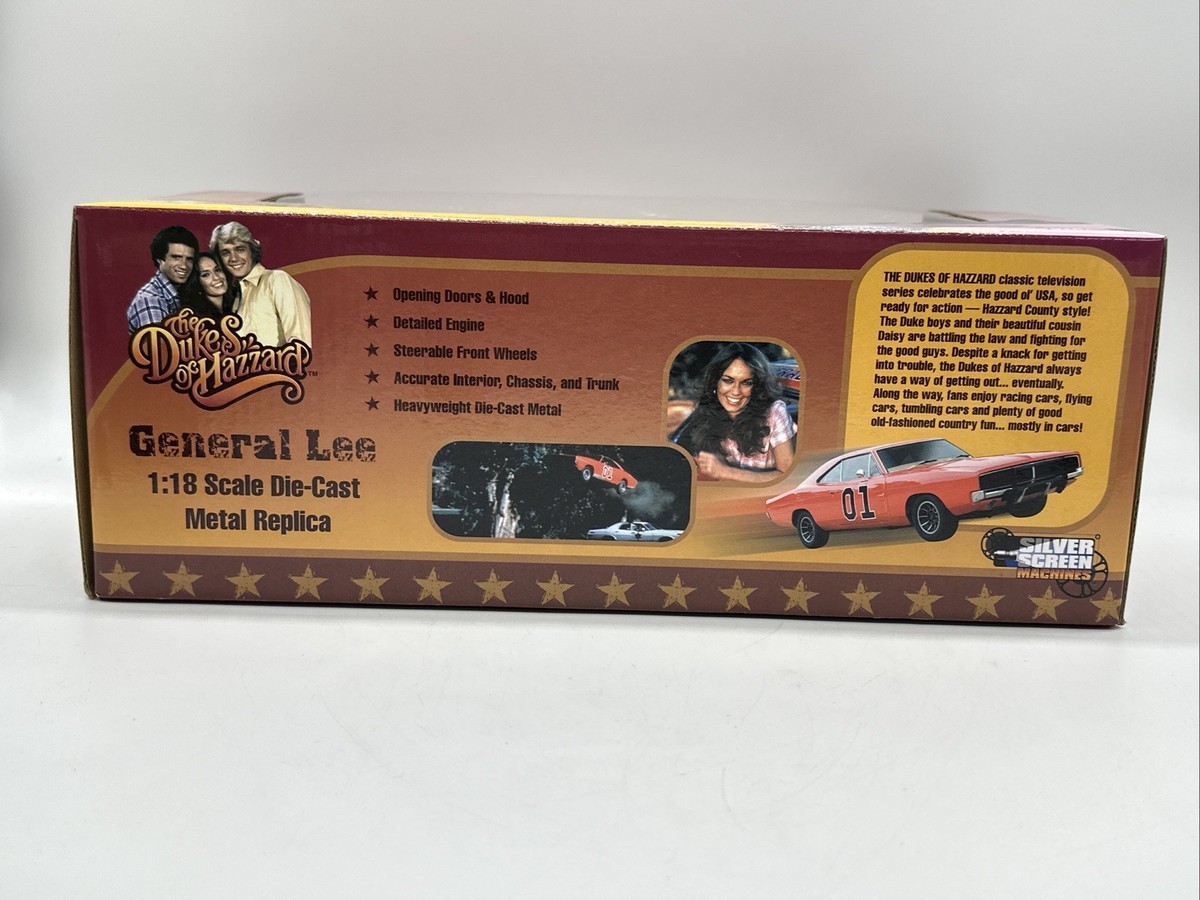 The
Dukes
of Hazzard™
General Lee
1:18 Scale Die-Cast
Metal Replica
★ Opening Doors & Hood
★ Detailed Engine
★ Steerable Front Wheels
★ Accurate Interior, Chassis, and Trunk
★ Heavyweight Die-Cast Metal
01
THE DUKES OF HAZZARD classic television
series celebrates the good ol' USA, so get
ready for action — Hazzard County style!
The Duke boys and their beautiful cousin
Daisy are battling the law and fighting for
the good guys. Despite a knack for getting
into trouble, the Dukes of Hazzard always
have a way of getting out... eventually.
Along the way, fans enjoy racing cars, flying
cars, tumbling cars and plenty of good
old-fashioned country fun... mostly in cars!
01
SILVER
SCREEN
MACHINES